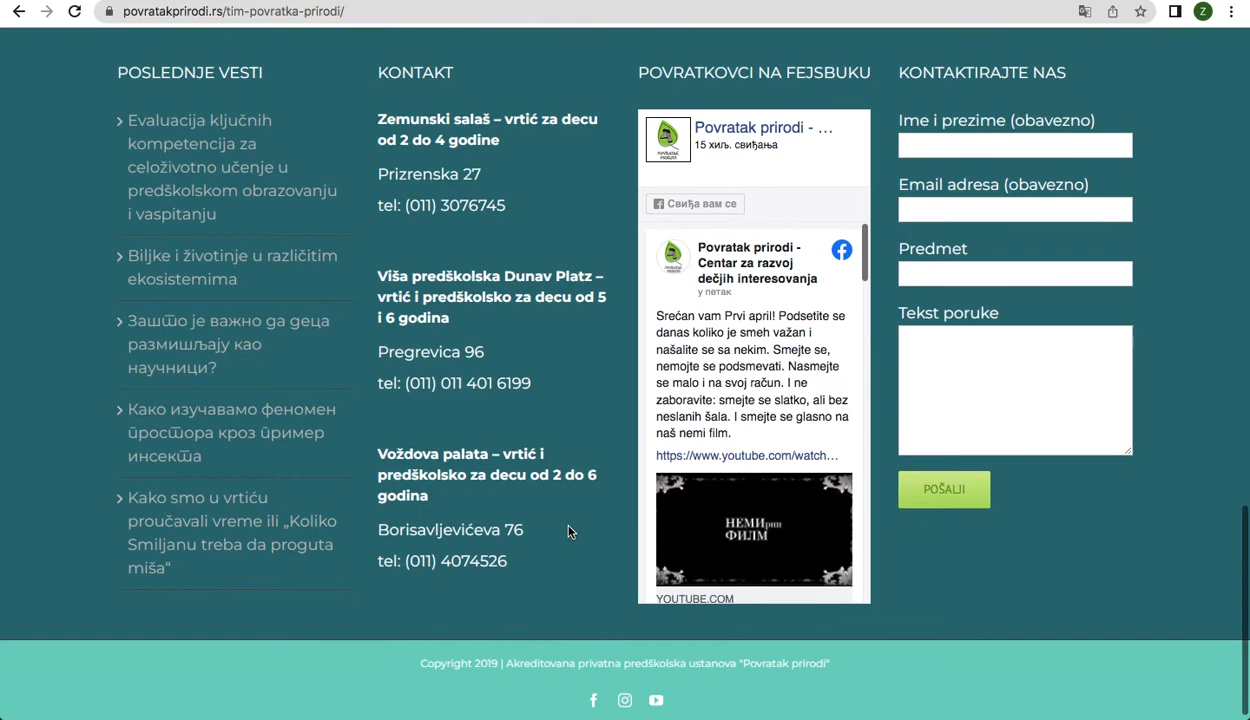 povratakprirodi.rs/tim-povratka-prirodi/
Z
POSLEDNJE VESTI
Evaluacija ključnih
kompetencija za
celoživotno učenje u
predškolskom obrazovanju
i vaspitanju
Biljke i životinje u različitim
ekosistemima
Зашто је важно да деца
размишљају као
научници?
Како изучавамо феномен
простора кроз пример
инсекта
Kako smo u vrtiću
proučavali vreme ili „Koliko
Smiljanu treba da proguta
miša“
KONTAKT
Zemunski salaš – vrtić za decu
od 2 do 4 godine
Prizrenska 27
tel: (011) 3076745
Viša predškolska Dunav Platz –
vrtić i predškolsko za decu od 5
i 6 godina
Pregrevica 96
tel: (011) 011 401 6199
Voždova palata – vrtić i
predškolsko za decu od 2 do 6
godina
Borisavljevićeva 76
tel: (011) 4074526
POVRATKOVCI NA FEJSBUKU
Povratak prirodi - ...
15 хиљ. свиђања
Свиђа вам се
Povratak prirodi -
Centar za razvoj
dečjih interesovanja
у петак
Srećan vam Prvi april! Podsetite se
danas koliko je smeh važan i
našalite se sa nekim. Smejte se,
nemojte se podsmevati. Nasmejte
se malo i na svoj račun. I ne
zaboravite: smejte se slatko, ali bez
neslanih šala. I smejte se glasno na
naš nemi film.
https://www.youtube.com/watch...
НЕМИрни
ФИЛМ
YOUTUBE.COM
KONTAKTIRAJTE NAS
Ime i prezime (obavezno)
Email adresa (obavezno)
Predmet
Tekst poruke
POŠALJI
Copyright 2019 | Akreditovana privatna predškolska ustanova "Povratak prirodi"